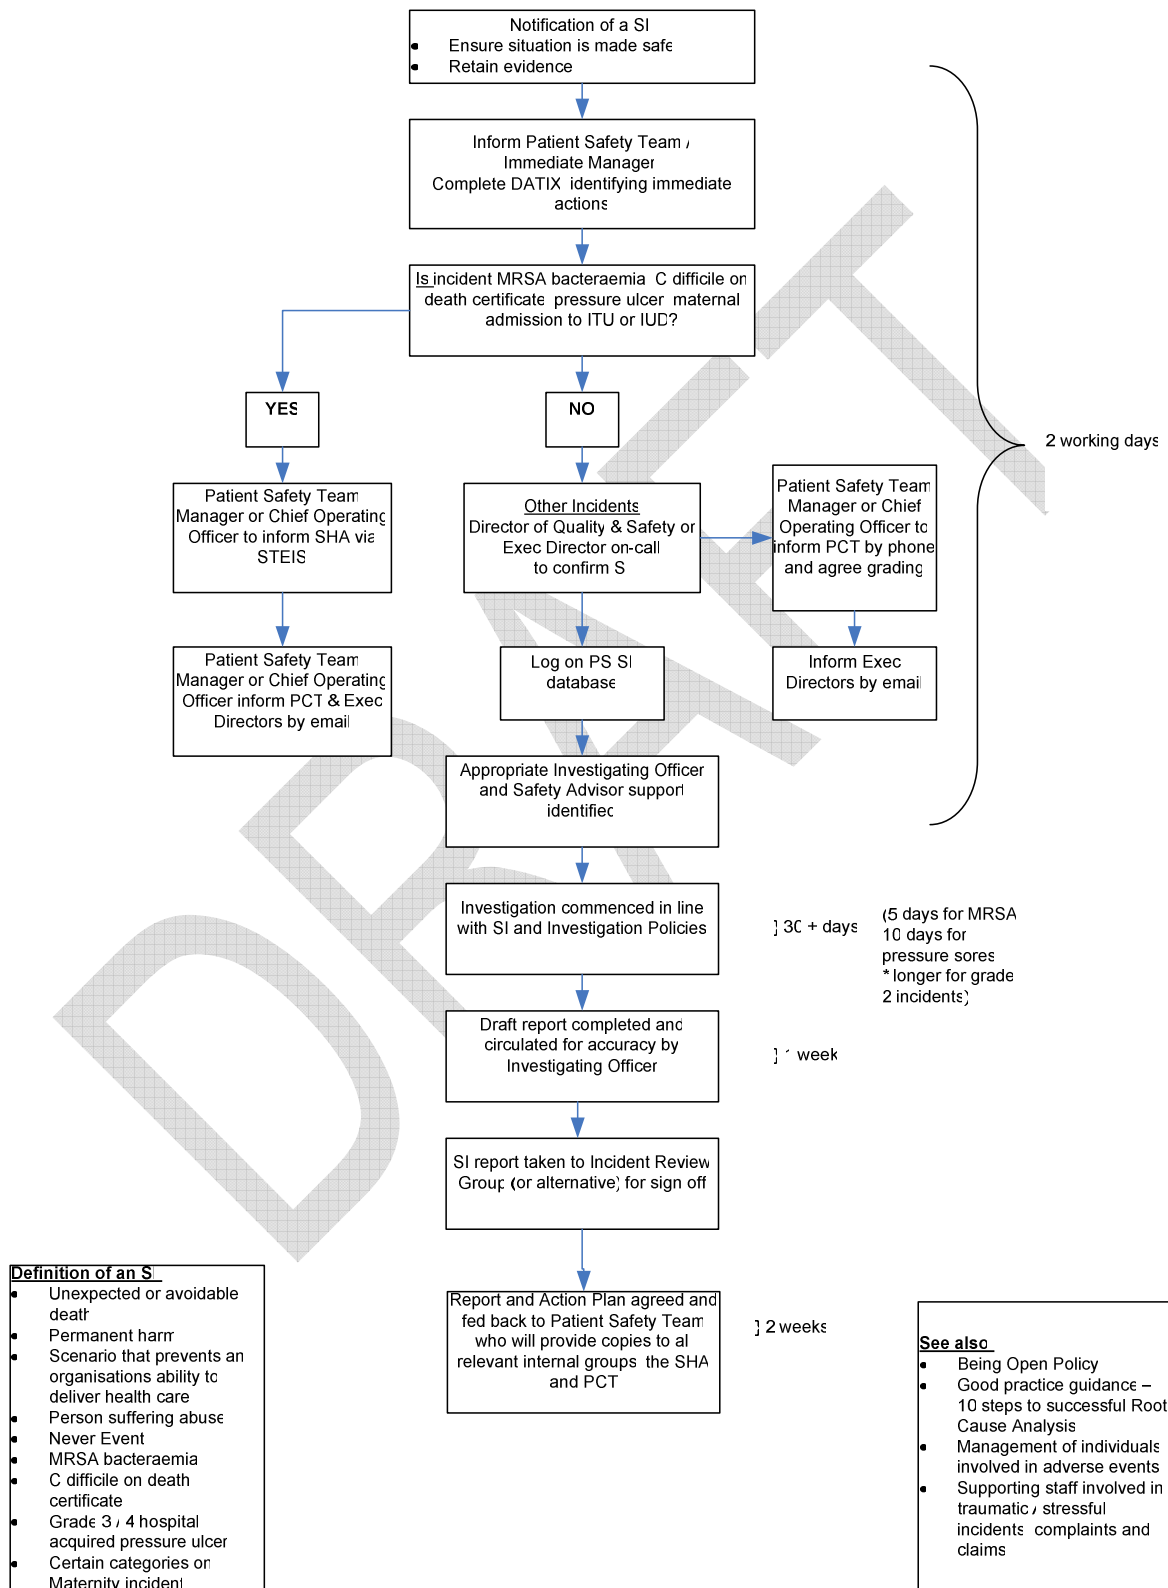 Notification of a SI
• Ensure situation is made safe
• Retain evidence
Inform Patient Safety Team /
Immediate Manager
Complete DATIX identifying immediate
actions
Is incident MRSA bacteraemia C difficile on
death certificate pressure ulcer maternal
admission to ITU or IUD?
YES
NO
2 working days
Patient Safety Team
Manager or Chief Operating
Officer to inform SHA via
STEIS
Other Incidents
Director of Quality & Safety or
Exec Director on-call
to confirm S
Patient Safety Team
Manager or Chief
Operating Officer to
inform PCT by phone
and agree grading
Patient Safety Team
Manager or Chief Operating
Officer inform PCT & Exec
Directors by email
Log on PS SI
database
Inform Exec
Directors by email
Appropriate Investigating Officer
and Safety Advisor support
identified
Investigation commenced in line
with SI and Investigation Policies
} 30 + days
(5 days for MRSA
10 days for
pressure sores
* longer for grade
2 incidents)
Draft report completed and
circulated for accuracy by
Investigating Officer
} 1 week
SI report taken to Incident Review
Group (or alternative) for sign off
Report and Action Plan agreed and
fed back to Patient Safety Team
who will provide copies to al
relevant internal groups the SHA
and PCT
} 2 weeks
Definition of an SI
• Unexpected or avoidable
death
• Permanent harm
• Scenario that prevents an
organisations ability to
deliver health care
• Person suffering abuse
• Never Event
• MRSA bacteraemia
• C difficile on death
certificate
• Grade 3 / 4 hospital
acquired pressure ulcer
• Certain categories on
Maternity incident
See also
• Being Open Policy
• Good practice guidance –
10 steps to successful Root
Cause Analysis
• Management of individuals
involved in adverse events
• Supporting staff involved in
traumatic / stressful
incidents complaints and
claims
DRAFT